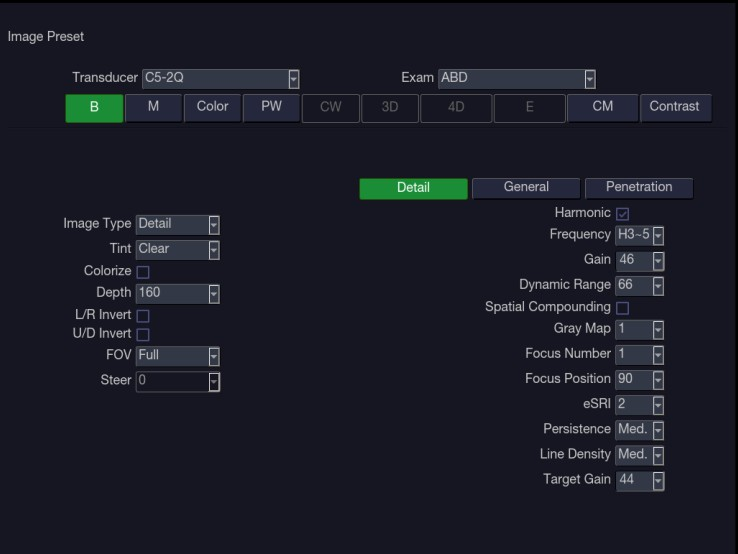 Image Preset
Transducer C5-2Q Exam ABD
B M Color PW CW 3D 4D E CM Contrast
Detail General Penetration
Harmonic
Image Type Detail
Frequency H3~5
Tint Clear
Gain 46
Colorize
Dynamic Range 66
Depth 160
Spatial Compounding
L/R Invert
Gray Map 1
U/D Invert
FOV Full
Focus Number 1
Steer 0
Focus Position 90
eSRI 2
Persistence Med.
Line Density Med.
Target Gain 44